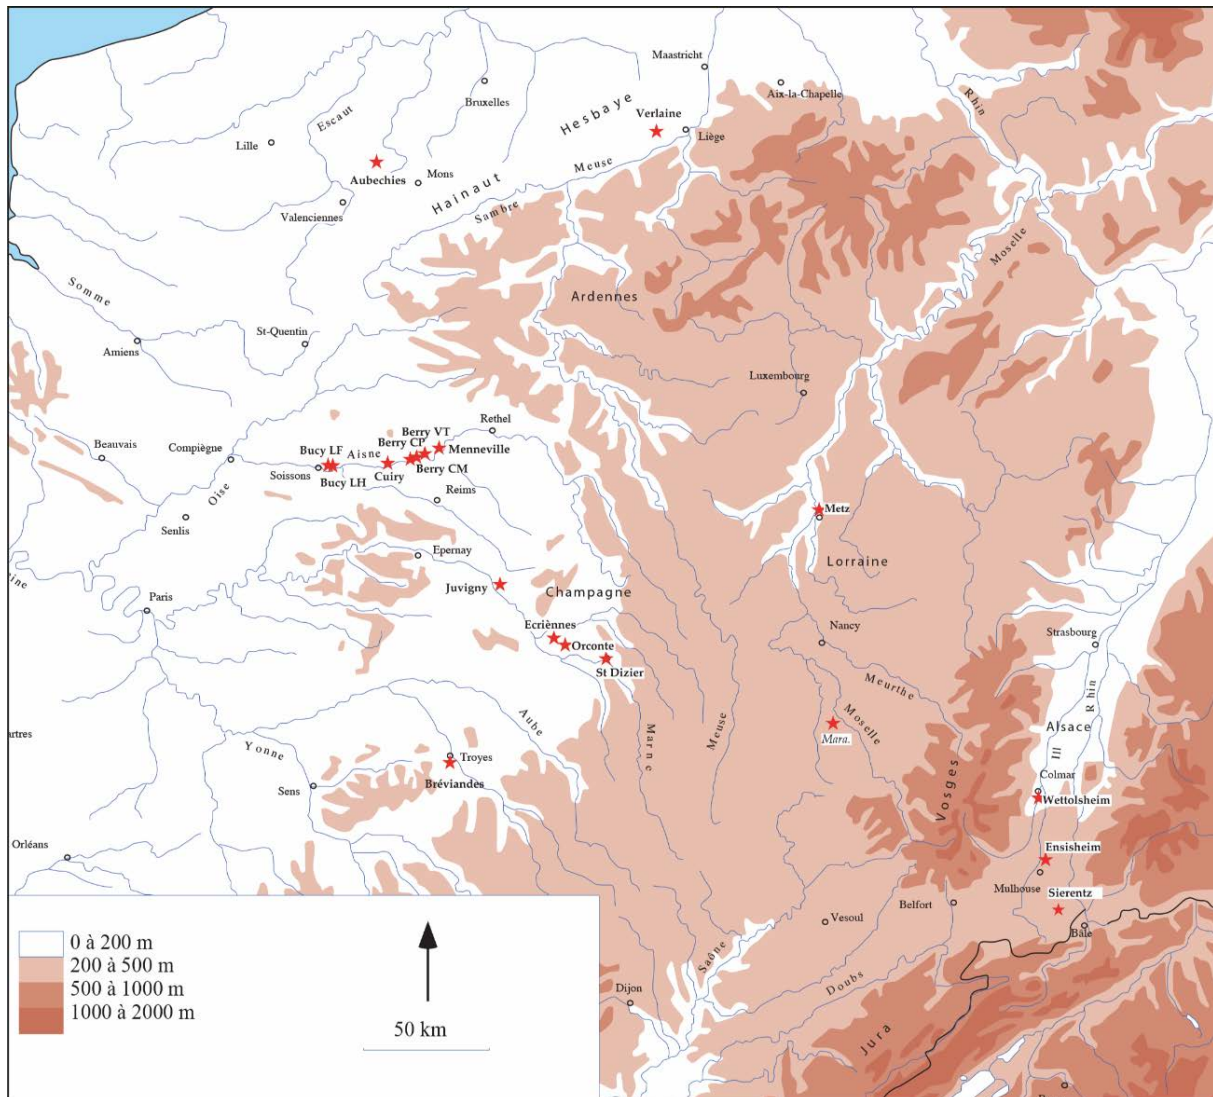 Maastricht
Aix-la-Chapelle
Rhin
Bruxelles
Hesbaye
Verlaine
Liège
Escaut
Lille
Aubechies
Mons
Hainaut
Meuse
Sambre
Valenciennes
Moselle
Somme
Ardennes
St-Quentin
Amiens
Luxembourg
Rethel
Berry VT
Berry CP
Beauvais
Compiègne
Bucy LF
Aisne
Menneville
Soissons
Cuiry
Berry CM
Bucy LH
Reims
Oise
Senlis
Metz
Epernay
Lorraine
eine
Juvigny
Champagne
Paris
Ecriènnes
Orconte
Nancy
Strasbourg
St Dizier
Meurthe
Rhin
Aube
Moselle
Marne
Meuse
Mara.
Alsace
artres
Yonne
Ill
Troyes
Vosges
Colmar
Bréviandes
Sens
Wettolsheim
Orléans
Ensisheim
Mulhouse
Sierentz
Belfort
Vesoul
Bâle
Saône
Doubs
Dijon
Jura
0 à 200 m
200 à 500 m
500 à 1000 m
1000 à 2000 m
50 km